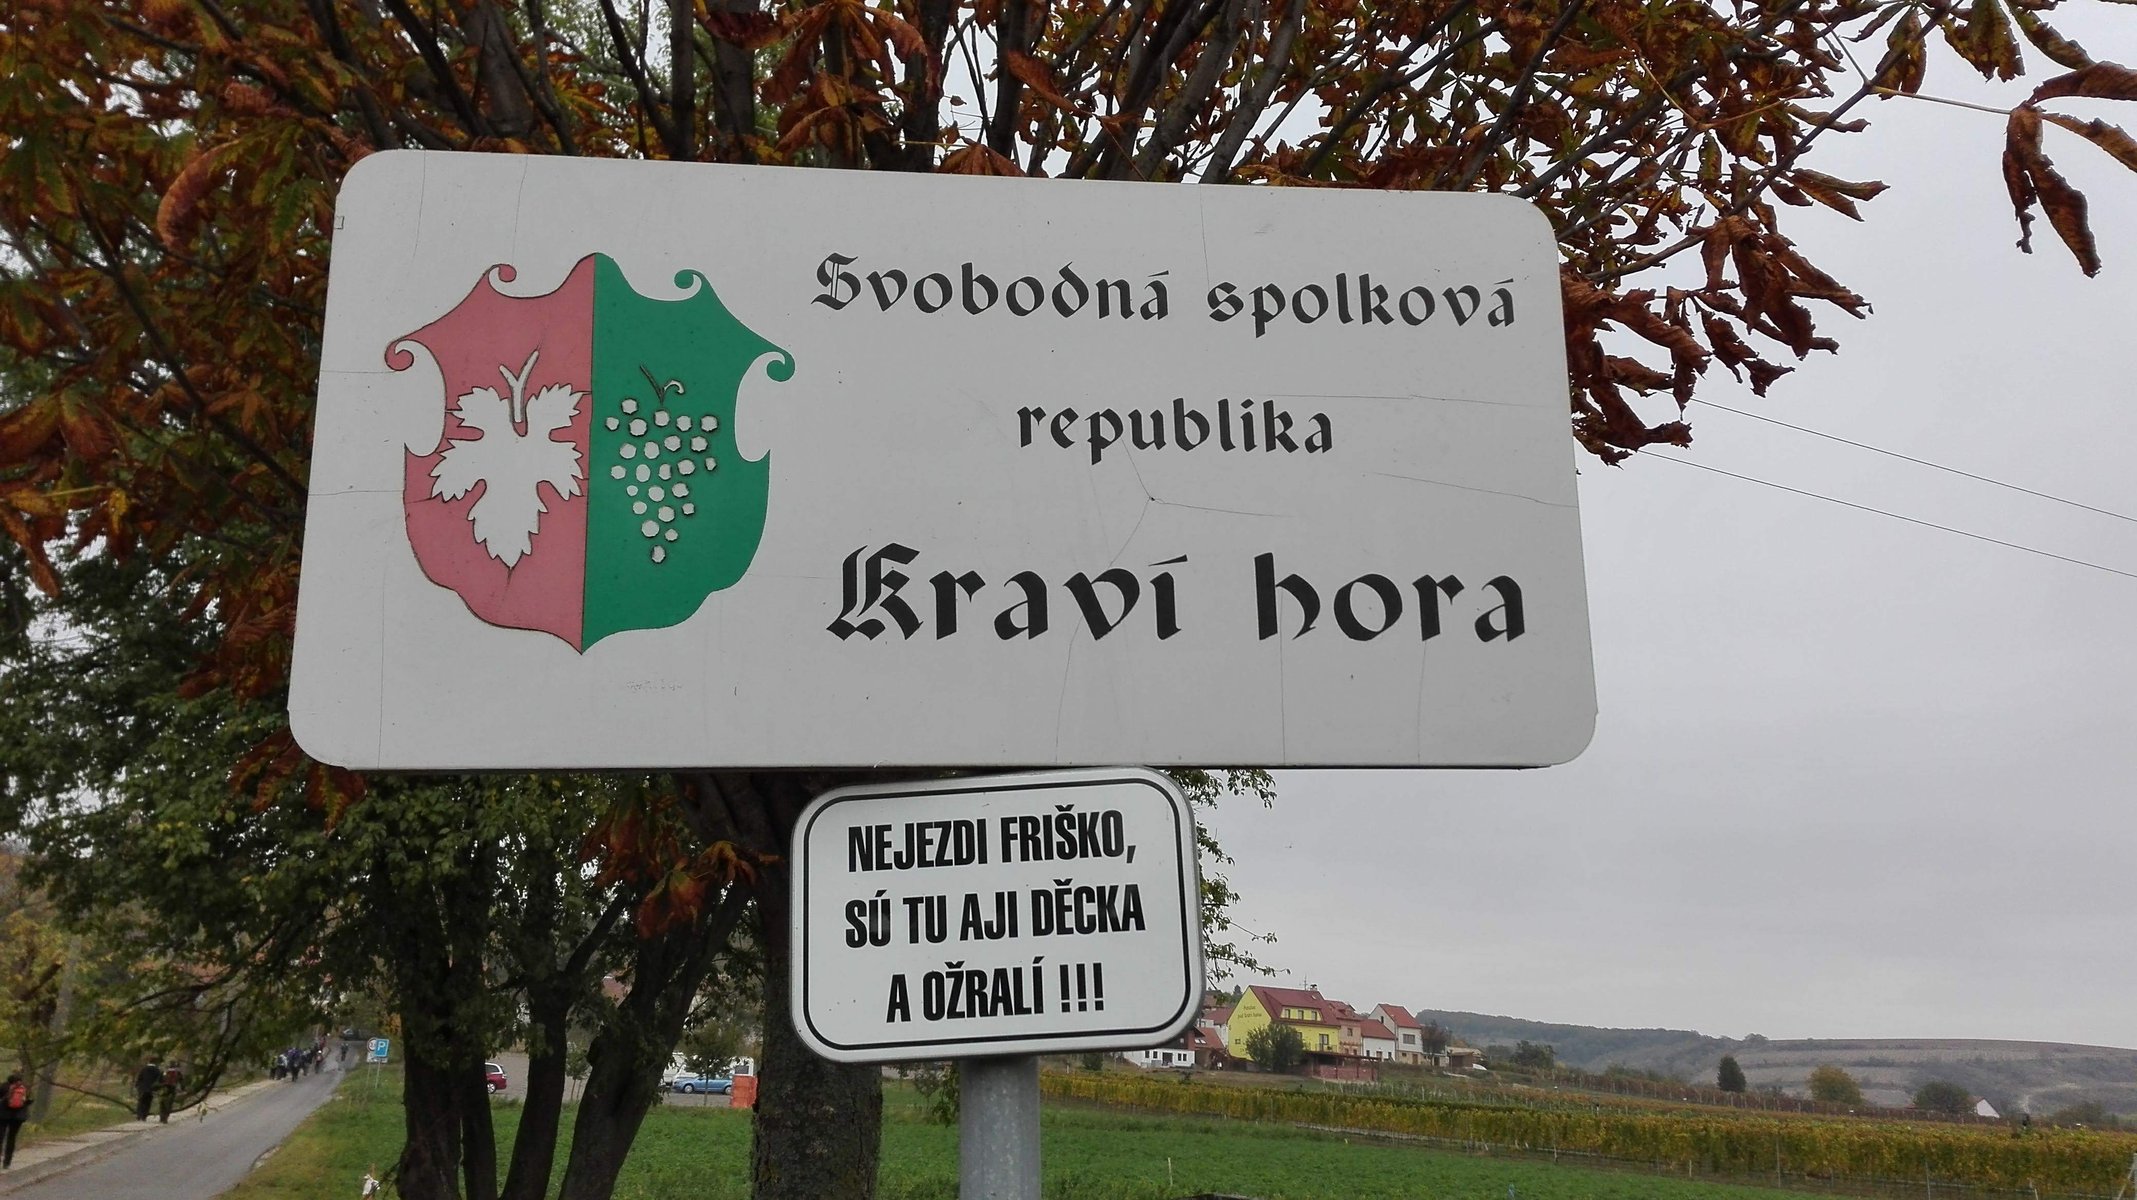 Svobodná spolková
republika
Kraví hora
NEJEZDI FRIŠKO,
SÚ TU AJI DĚCKA
A OŽRALÍ !!!
P